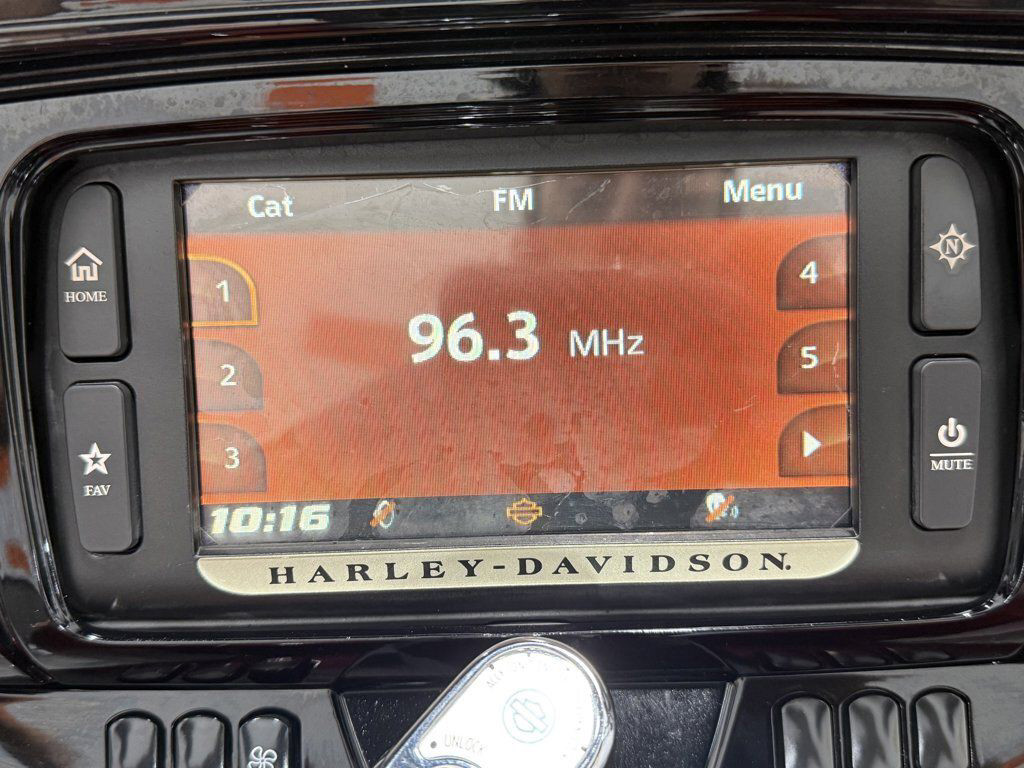 Cat FM Menu
HOME
N
1
4
96.3 MHz
2
5
3
FAV
MUTE
10:16
HARLEY-DAVIDSON.
UNLOCK